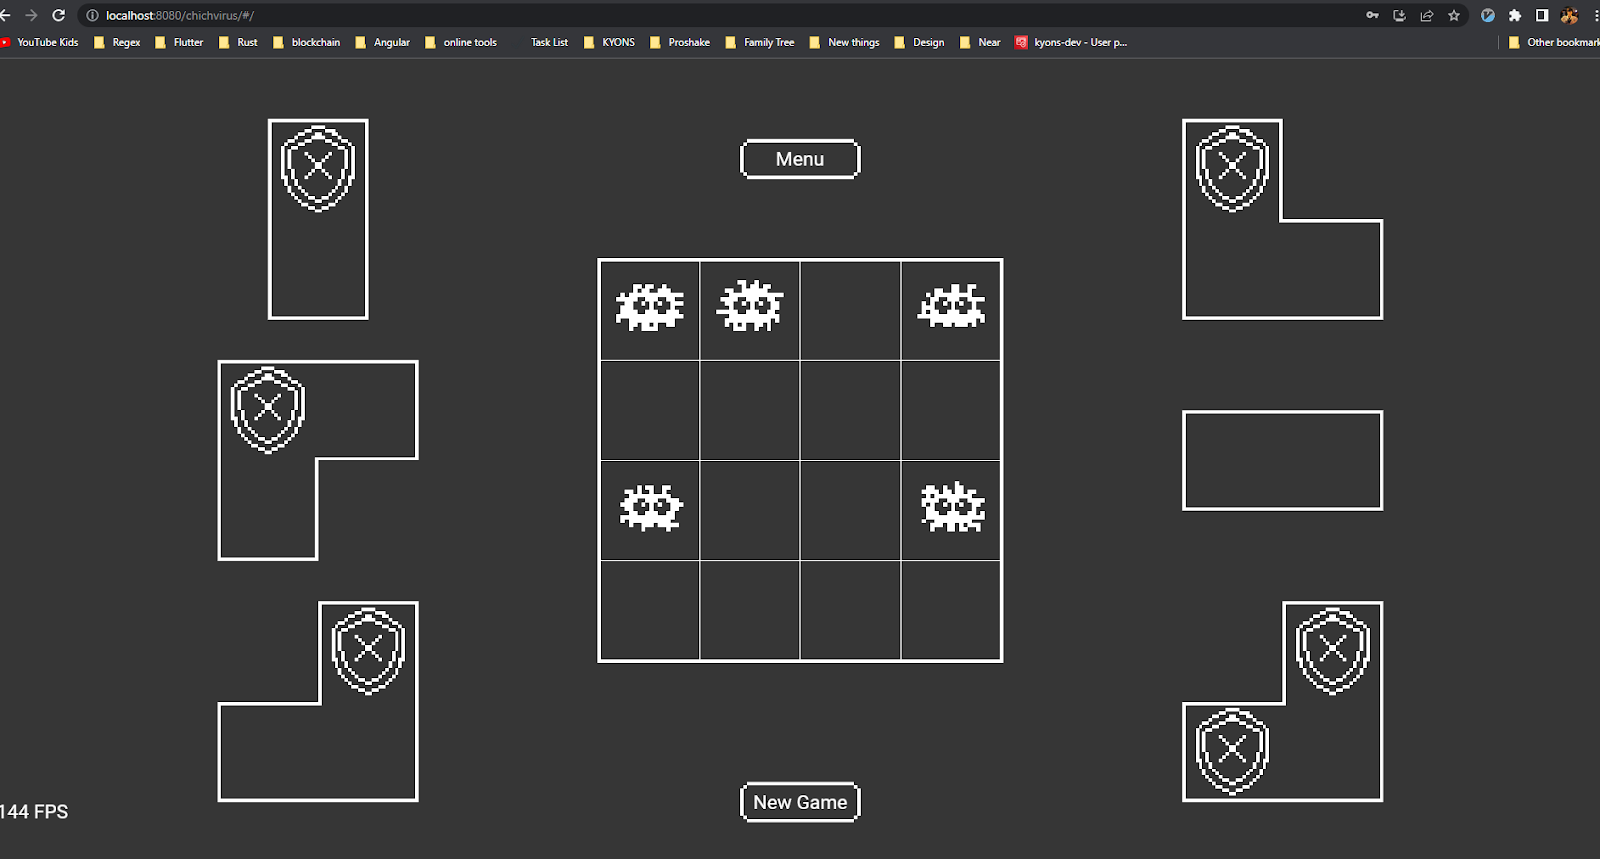 localhost:8080/chichvirus/#/
YouTube Kids Regex Flutter Rust blockchain Angular online tools Task List KYONS Proshake Family Tree New things Design Near kyons-dev - User p... Other bookmark
Menu
New Game
144 FPS